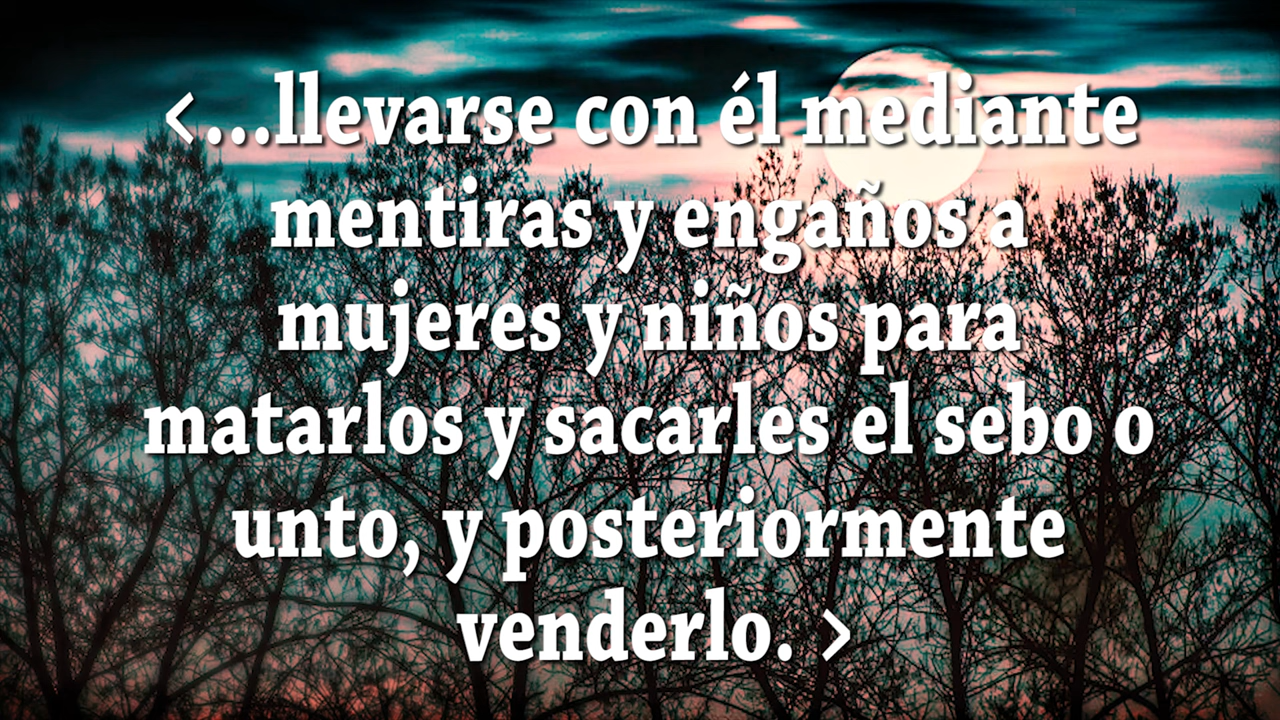 <...llevarse con él mediante
mentiras y engaños a
mujeres y niños para
matarlos y sacarles el sebo o
unto, y posteriormente
venderlo. >